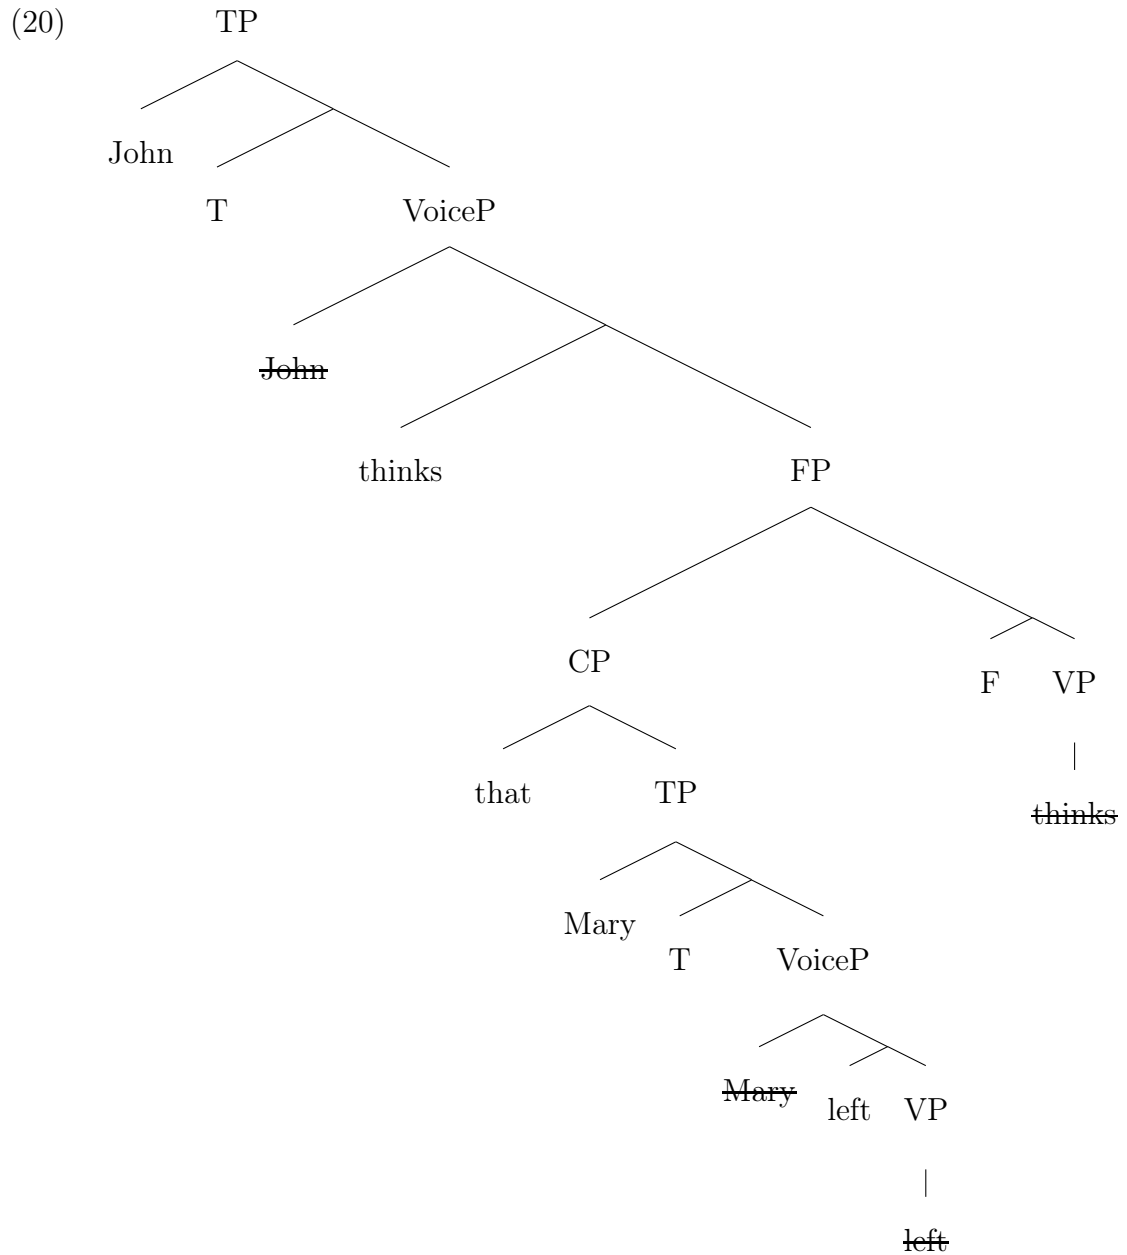 (20) TP
John
T VoiceP
John
thinks FP
CP
F VP
that TP
thinks
Mary
T VoiceP
Mary
left VP
left